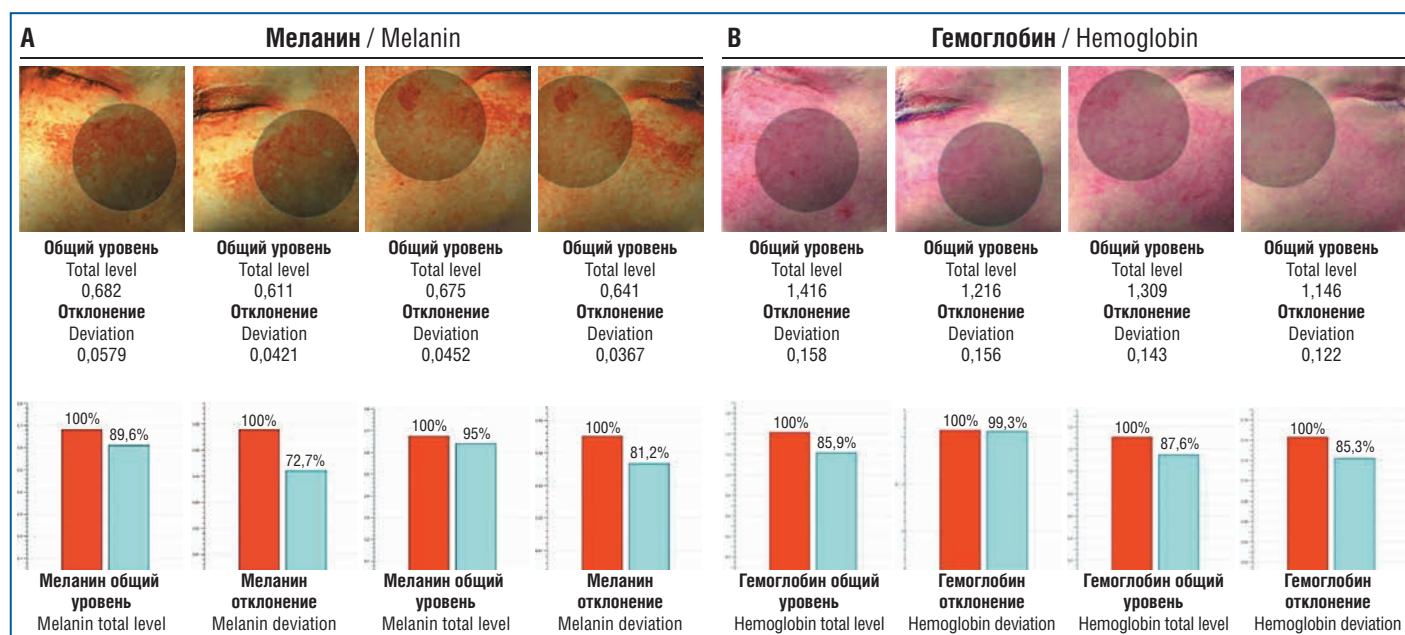 A Меланин / Melanin
B Гемоглобин / Hemoglobin
Общий уровень Общий уровень Общий уровень Общий уровень Общий уровень Общий уровень Общий уровень Общий уровень
Total level Total level Total level Total level Total level Total level Total level Total level
0,682 0,611 0,675 0,641 1,416 1,216 1,309 1,146
Отклонение Отклонение Отклонение Отклонение Отклонение Отклонение Отклонение Отклонение
Deviation Deviation Deviation Deviation Deviation Deviation Deviation Deviation
0,0579 0,0421 0,0452 0,0367 0,158 0,156 0,143 0,122
100% 89,6%
100% 72,7%
100% 95%
100% 81,2%
100% 85,9%
100% 99,3%
100% 87,6%
100% 85,3%
Меланин общий
уровень
Melanin total level
Меланин
отклонение
Melanin deviation
Меланин общий
уровень
Melanin total level
Меланин
отклонение
Melanin deviation
Гемоглобин общий
уровень
Hemoglobin total level
Гемоглобин
отклонение
Hemoglobin deviation
Гемоглобин общий
уровень
Hemoglobin total level
Гемоглобин
отклонение
Hemoglobin deviation